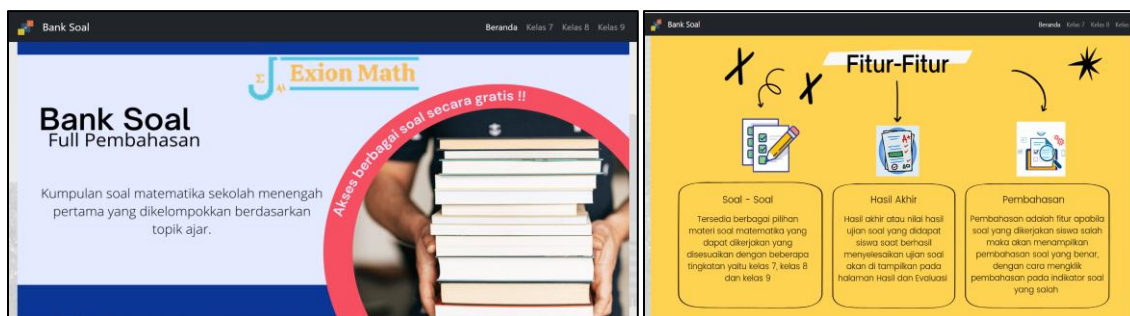 Bank Soal
Beranda Kelas 7 Kelas 8 Kelas 9
Exion Math
Bank Soal
Full Pembahasan
Akses berbagai soal secara gratis !!
Kumpulan soal matematika sekolah menengah
pertama yang dikelompokkan berdasarkan
topik ajar.
Bank Soal
Beranda Kelas 7 Kelas 8 Kelas
Fitur-Fitur
Soal - Soal
Tersedia berbagai pilihan
materi soal matematika yang
dapat dikerjakan yang
disesuaikan dengan beberapa
tingkatan yaitu kelas 7, kelas 8
dan kelas 9
Hasil Akhir
Hasil akhir atau nilai hasil
ujian soal yang didapat
siswa saat berhasil
menyelesaikan ujian soal
akan di tampilkan pada
halaman Hasil dan Evaluasi
Pembahasan
Pembahasan adalah fitur apabila
soal yang dikerjakan siswa salah
maka akan menampilkan
pembahasan soal yang benar,
dengan cara mengklik
pembahasan pada indikator soal
yang salah